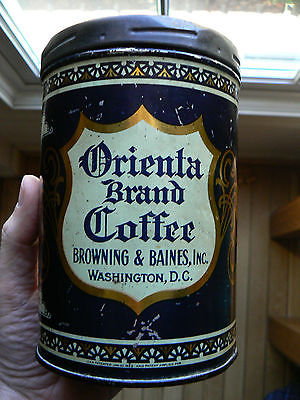 Orienta
Brand
Coffee
BROWNING & BAINES, INC.
WASHINGTON, D.C.